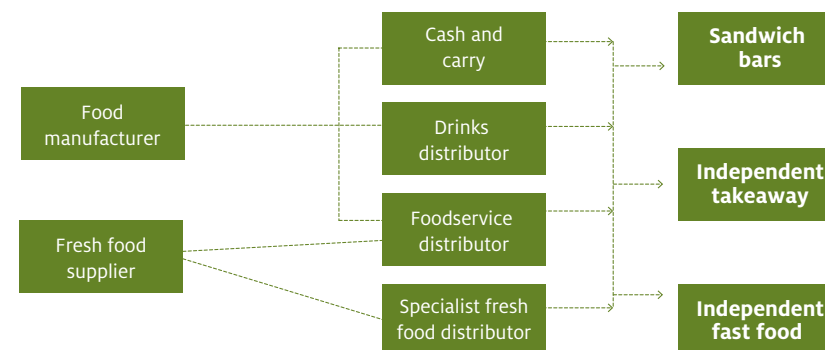 Food
manufacturer
Fresh food
supplier
Cash and
carry
Drinks
distributor
Foodservice
distributor
Specialist fresh
food distributor
Sandwich
bars
Independent
takeaway
Independent
fast food